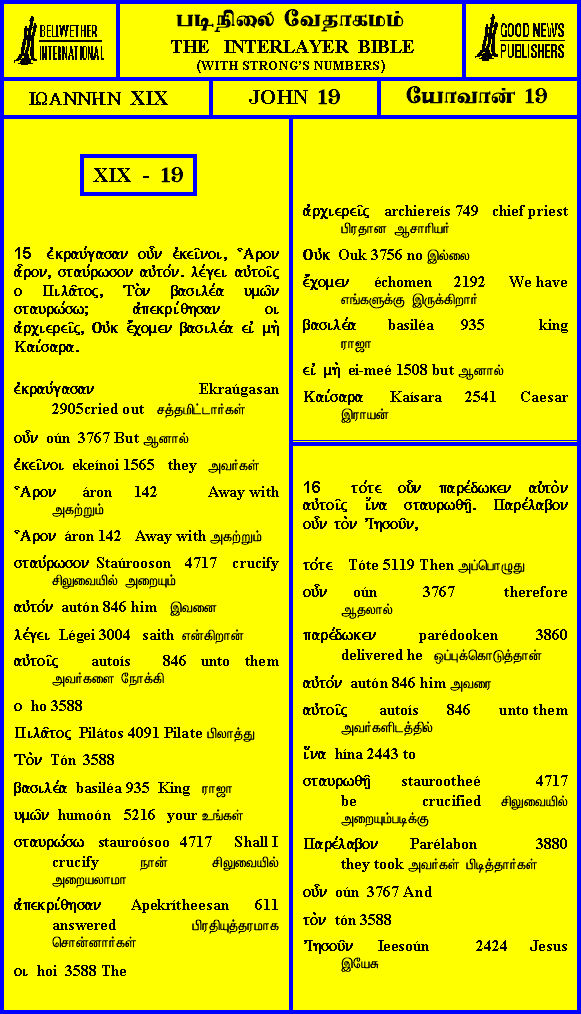 BELIWETHER
INTERNATIONAL
படிநிலை வேதாகமம்
THE INTERLAYER BIBLE
(WITH STRONG'S NUMBERS)
GOOD NEWS
PUBLISHERS
ΙΩΑΝΝΗΝ XIX
JOHN 19
யோவான் 19
XIX - 19
15 ἐκραύγασαν οὖν ἐκεῖνοι, Ἆρον
ἆρον, σταύρωσον αὐτόν. λέγει αὐτοῖς
ο Πιλᾶτος, Τὸν βασιλέα υμῶν
σταυρώσω; ἀπεκρίθησαν οι
ἀρχιερεῖς, Οὐκ ἔχομεν βασιλέα εἰ μὴ
Καίσαρα.
ἐκραύγασαν Ekraúgasan
2905cried out சத்தமிட்டார்கள்
οὖν oún 3767 But ஆனால்
ἐκεῖνοι ekeínoi 1565 they அவர்கள்
Ἆρον áron 142 Away with
அகற்றும்
Ἆρον áron 142 Away with அகற்றும்
σταύρωσον Staúrooson 4717 crucify
சிலுவையில் அறையும்
αὐτόν autón 846 him இவனை
λέγει Légei 3004 saith என்கிறான்
αὐτοῖς autoís 846 unto them
அவர்களை நோக்கி
ο ho 3588
Πιλᾶτος Pilátos 4091 Pilate பிலாத்து
Τὸν Tón 3588
βασιλέα basiléa 935 King ராஜா
υμῶν humoón 5216 your உங்கள்
σταυρώσω stauroósoo 4717 Shall I
crucify நான் சிலுவையில்
அறையலாமா
ἀπεκρίθησαν Apekrítheesan 611
answered பிரதியுத்தரமாக
சொன்னார்கள்
οι hoi 3588 The
ἀρχιερεῖς archiereís 749 chief priest
பிரதான ஆசாரியர்
Οὐκ Ouk 3756 no இல்லை
ἔχομεν échomen 2192 We have
எங்களுக்கு இருக்கிறார்
βασιλέα basiléa 935 king
ராஜா
εἰ μὴ ei-meé 1508 but ஆனால்
Καίσαρα Kaísara 2541 Caesar
இராயன்
16 τότε οὖν παρέδωκεν αὐτὸν
αὐτοῖς ἵνα σταυρωθῇ. Παρέλαβον
οὖν τὸν Ἰησοῦν,
τότε Tóte 5119 Then அப்பொழுது
οὖν oún 3767 therefore
ஆதலால்
παρέδωκεν parédooken 3860
delivered he ஒப்புக்கொடுத்தான்
αὐτόν autón 846 him அவரை
αὐτοῖς autoís 846 unto them
அவர்களிடத்தில்
ἵνα hína 2443 to
σταυρωθῇ staurootheé 4717
be crucified சிலுவையில்
அறையும்படிக்கு
Παρέλαβον Parélabon 3880
they took அவர்கள் பிடித்தார்கள்
οὖν oún 3767 And
τὸν tón 3588
Ἰησοῦν Ieesoún 2424 Jesus
இயேசு